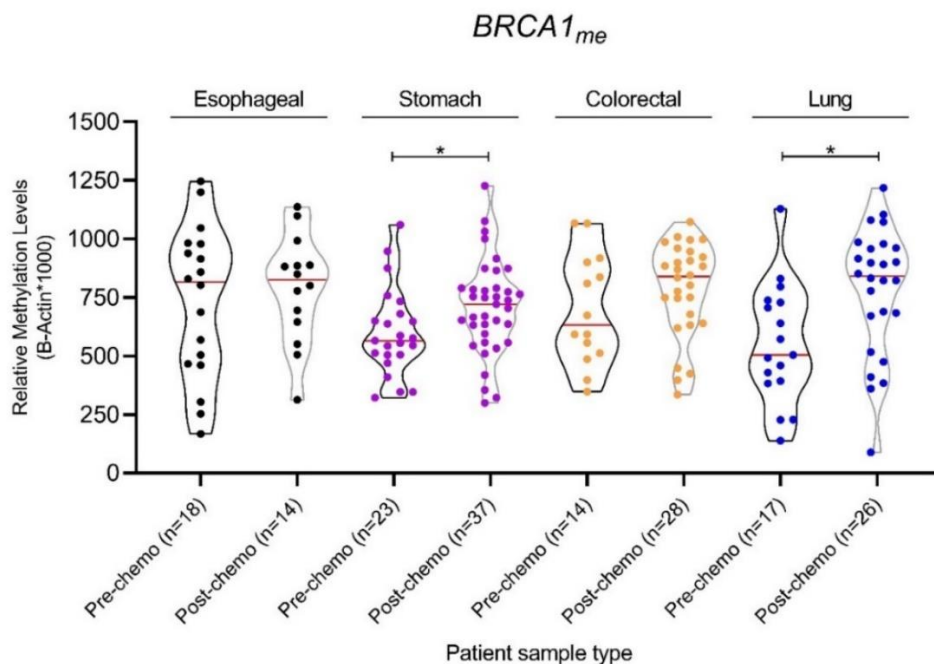 BRCA1me
Esophageal Stomach Colorectal Lung
* *
1500
1250
1000
750
500
250
0
Relative Methylation Levels
(B-Actin*1000)
Pre-chemo (n=18)
Post-chemo (n=14)
Pre-chemo (n=23)
Post-chemo (n=37)
Pre-chemo (n=14)
Post-chemo (n=28)
Pre-chemo (n=17)
Post-chemo (n=26)
Patient sample type